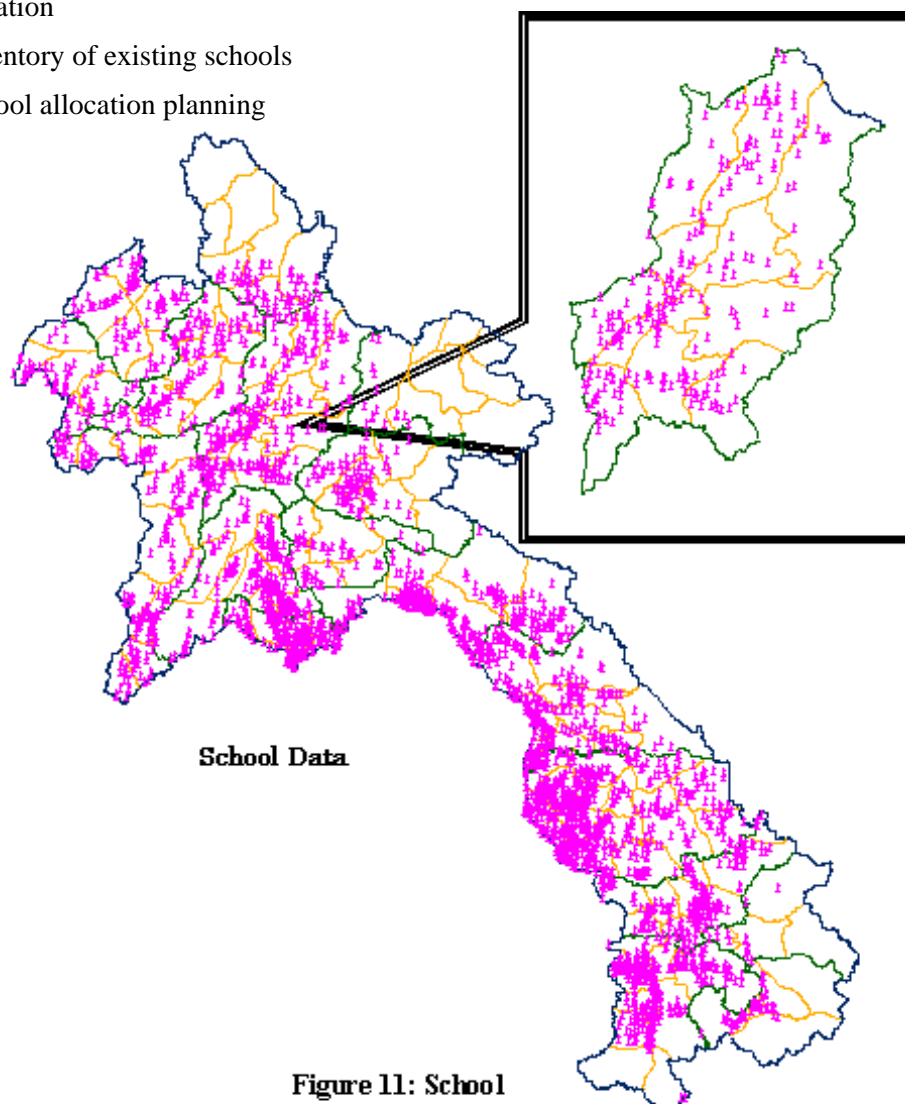 ation
entory of existing schools
ool allocation planning
School Data
Figure 11: School